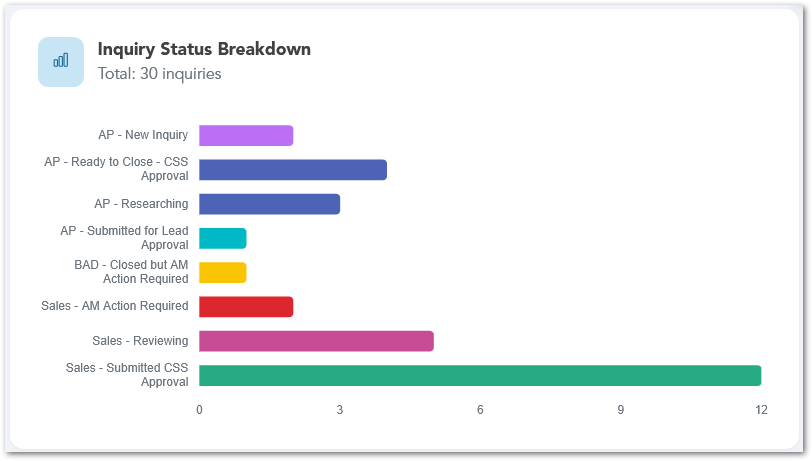 Inquiry Status Breakdown
Total: 30 inquiries
AP - New Inquiry
AP - Ready to Close - CSS
Approval
AP - Researching
AP - Submitted for Lead
Approval
BAD - Closed but AM
Action Required
Sales - AM Action Required
Sales - Reviewing
Sales - Submitted CSS
Approval
0 3 6 9 12